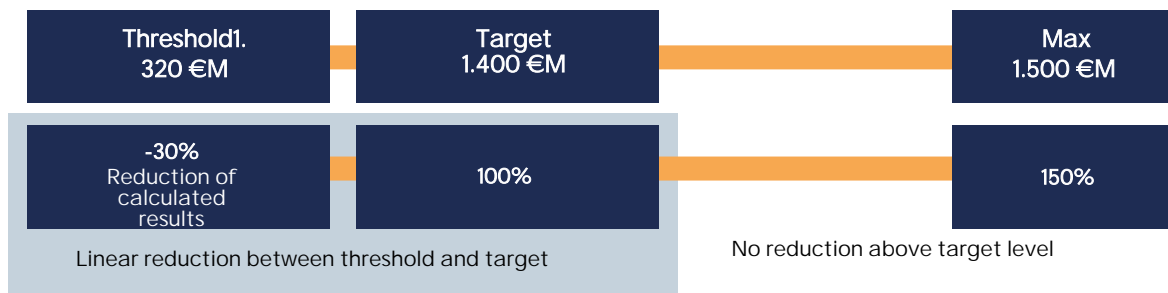 Threshold1.
320 €M
Target
1.400 €M
Max
1.500 €M
-30%
Reduction of
calculated
results
100%
150%
Linear reduction between threshold and target
No reduction above target level